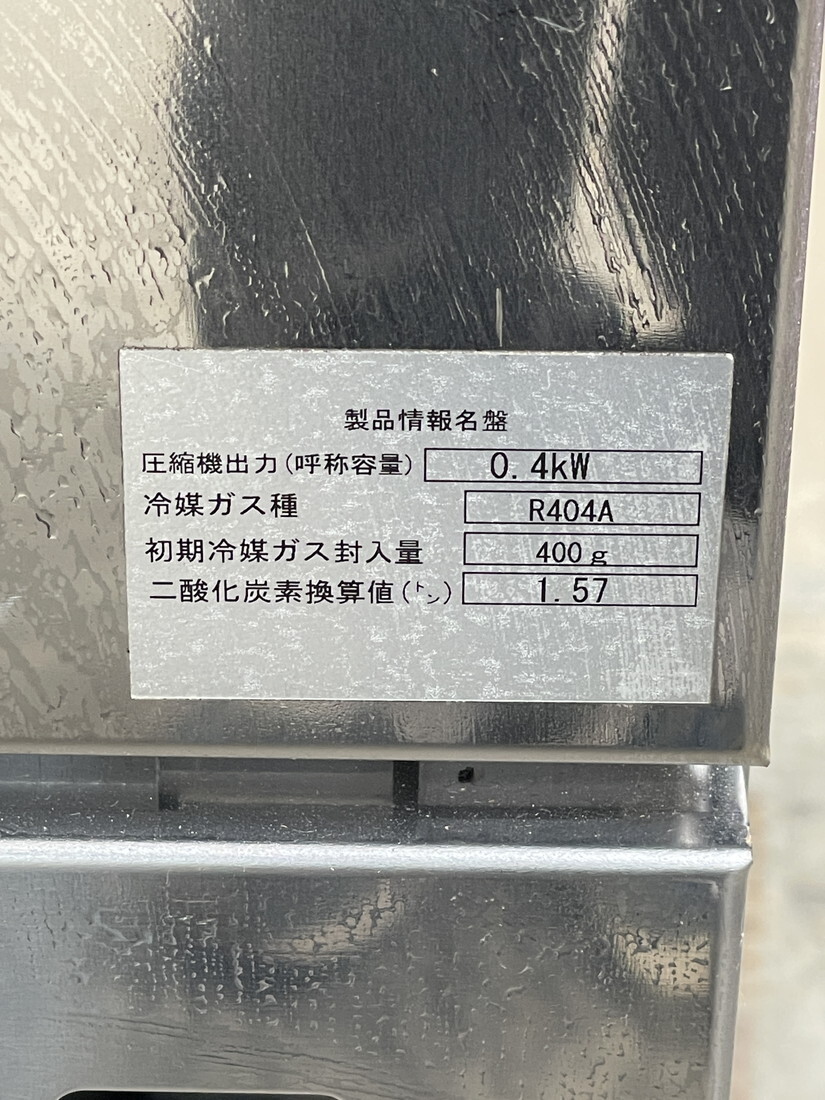 製品情報名盤
圧縮機出力(呼称容量) 0.4kW
冷媒ガス種 R404A
初期冷媒ガス封入量 400g
二酸化炭素換算値(トン) 1.57